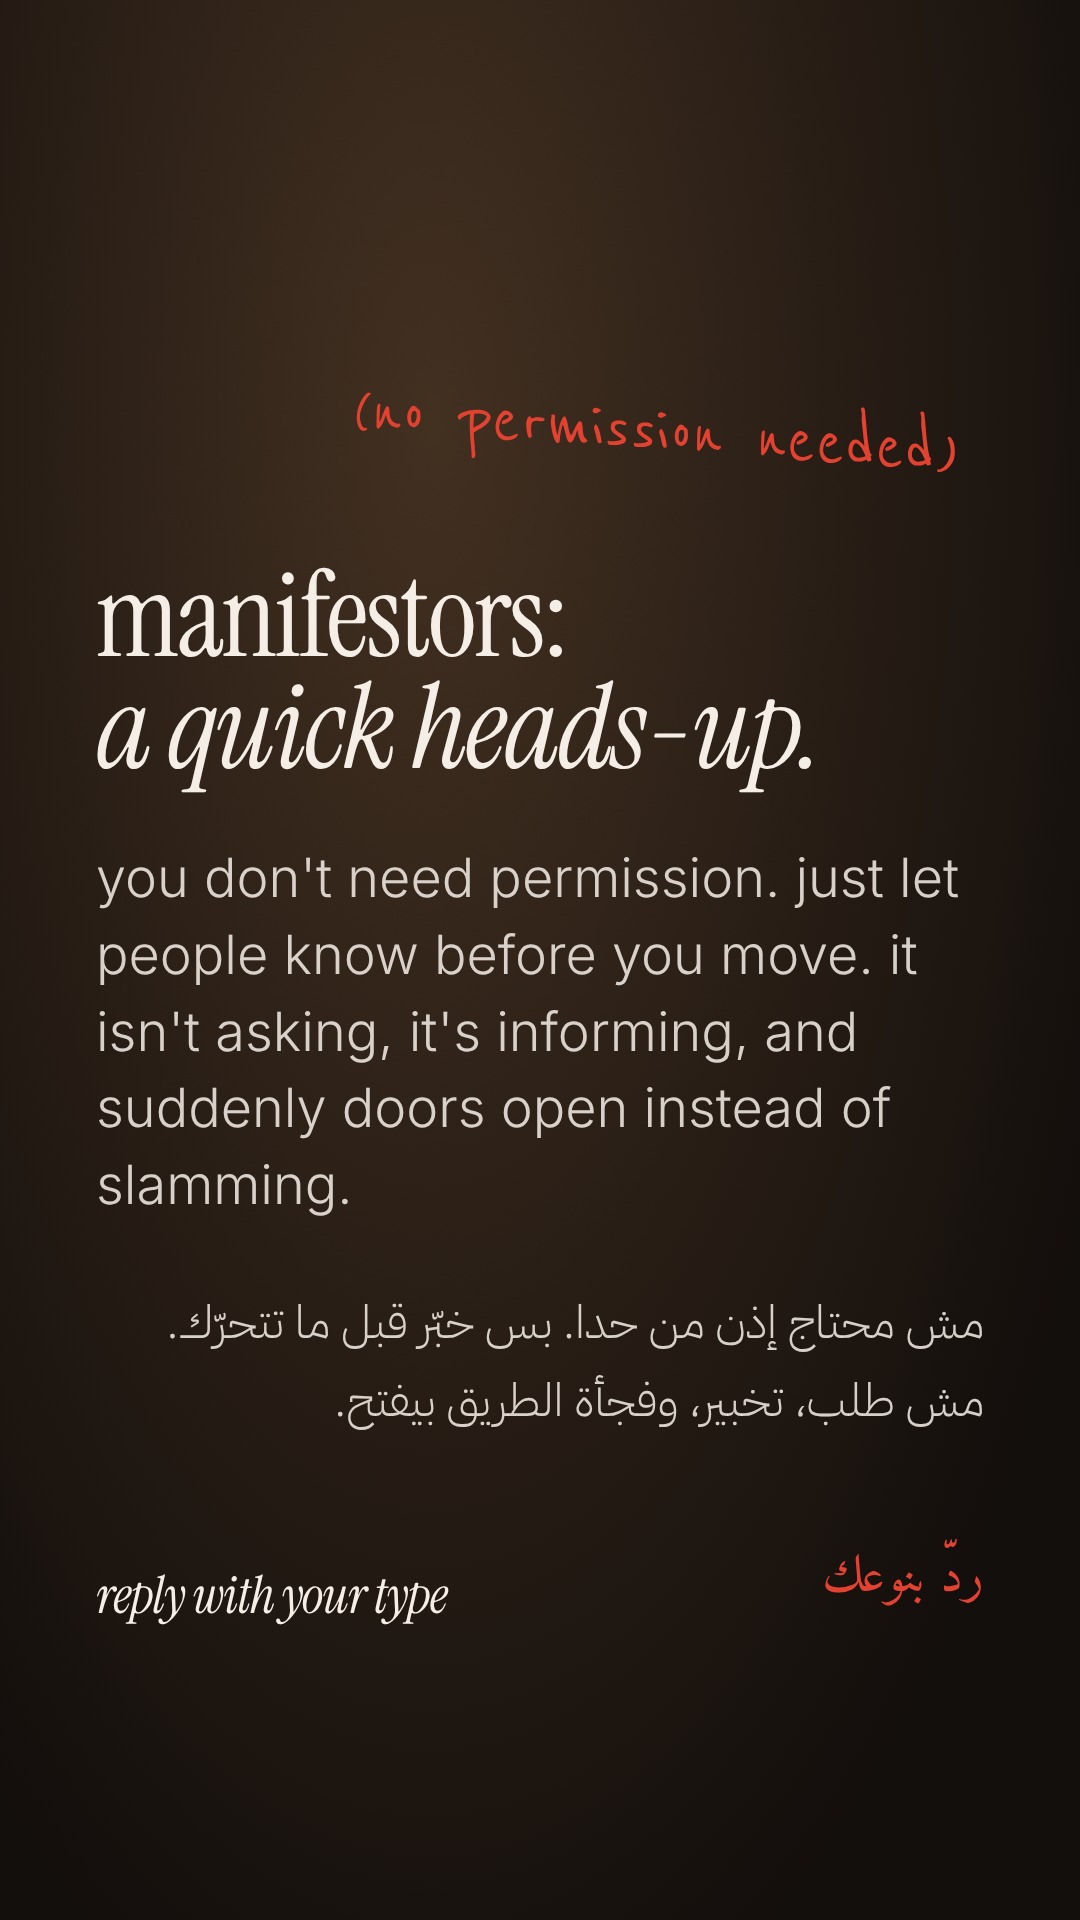 (no permission needed)
manifestors:
a quick heads-up.
you don't need permission. just let
people know before you move. it
isn't asking, it's informing, and
suddenly doors open instead of
slamming.
مش محتاج إذن من حدا. بس خبّر قبل ما تتحرّك.
مش طلب، تخبير، وفجأة الطريق بيفتح.
reply with your type
ردّ بنوعك